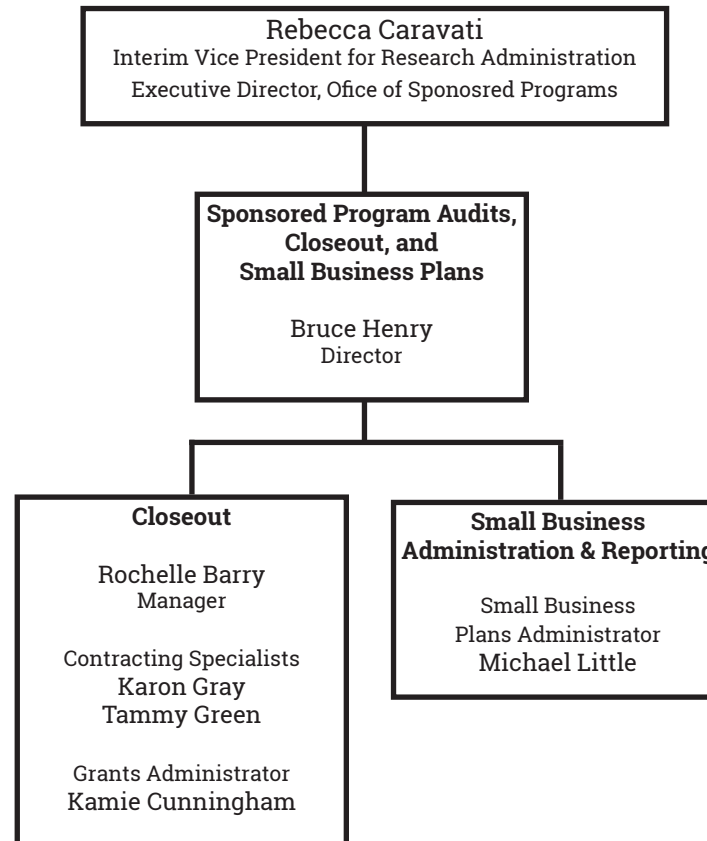 Rebecca Caravati
Interim Vice President for Research Administration
Executive Director, Ofice of Sponosred Programs
Sponsored Program Audits,
Closeout, and
Small Business Plans
Bruce Henry
Director
Closeout
Rochelle Barry
Manager
Contracting Specialists
Karon Gray
Tammy Green
Grants Administrator
Kamie Cunningham
Small Business
Administration & Reporting
Small Business
Plans Administrator
Michael Little